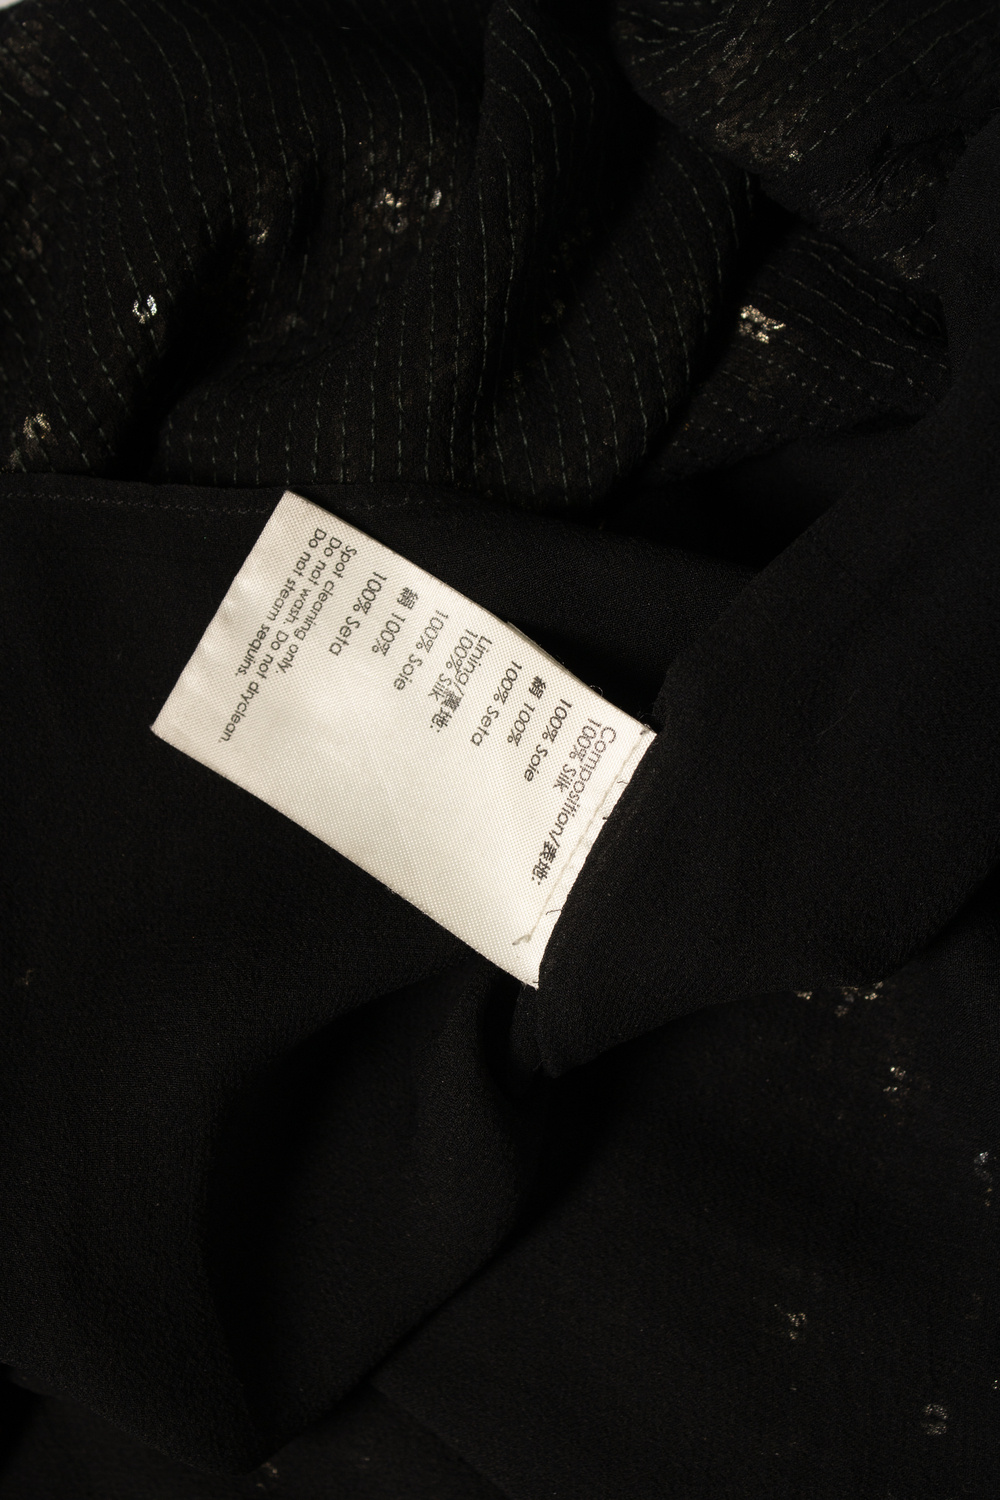 Composition/表地:
100% Silk
100% Soie
絹 100%
100% Seta
Lining/裏地:
100% Silk
100% Soie
絹 100%
100% Seta
Spot cleaning only.
Do not wash. Do not dryclean.
Do not steam sequins.